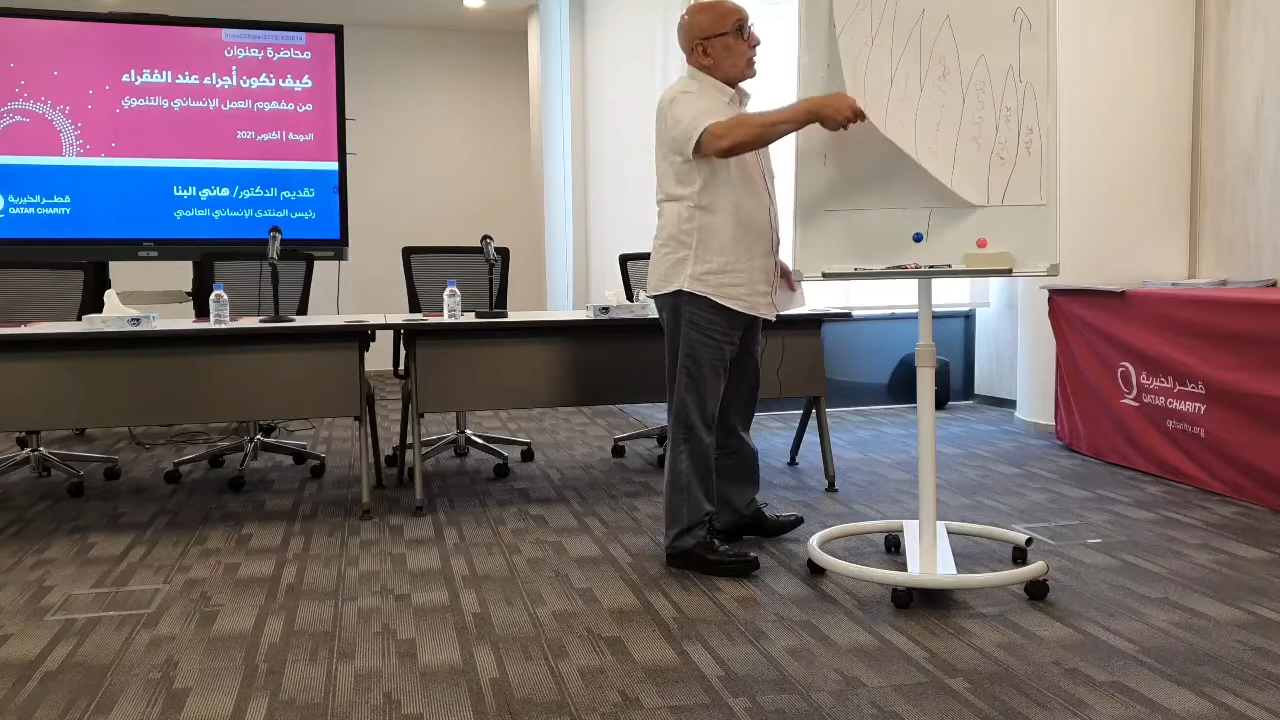 محاضرة بعنوان
كيف نكون أُجراء عند الفقراء
من مفهوم العمل الإنساني والتنموي
الدوحة | أكتوبر 2021
تقديم الدكتور/ هاني البنا
رئيس المنتدى الإنساني العالمي
قطر الخيرية
QATAR CHARITY
قطر الخيرية
QATAR CHARITY
qcharity.org